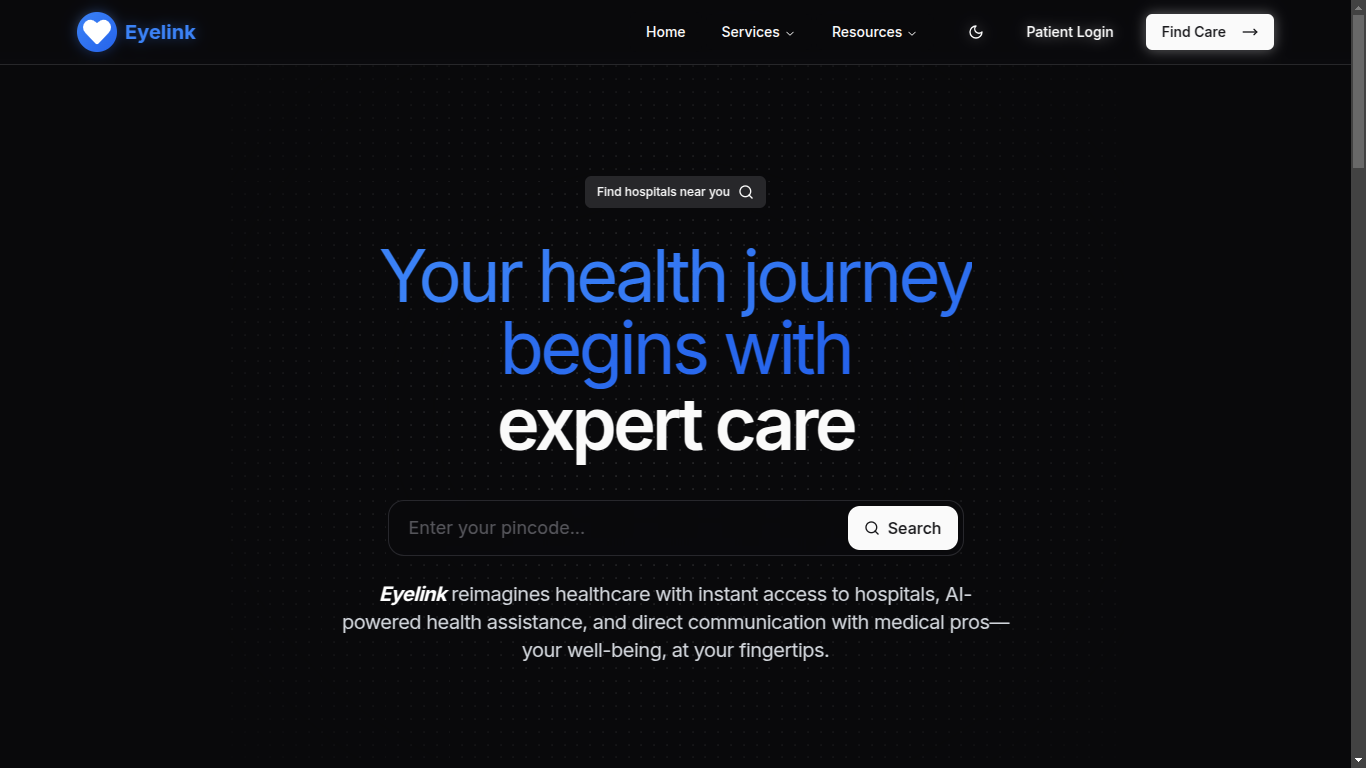 Eyelink
Home
Services
Resources
Patient Login
Find Care
Find hospitals near you
Your health journey
begins with
expert care
Enter your pincode...
Search
Eyelink reimagines healthcare with instant access to hospitals, AI-
powered health assistance, and direct communication with medical pros—
your well-being, at your fingertips.